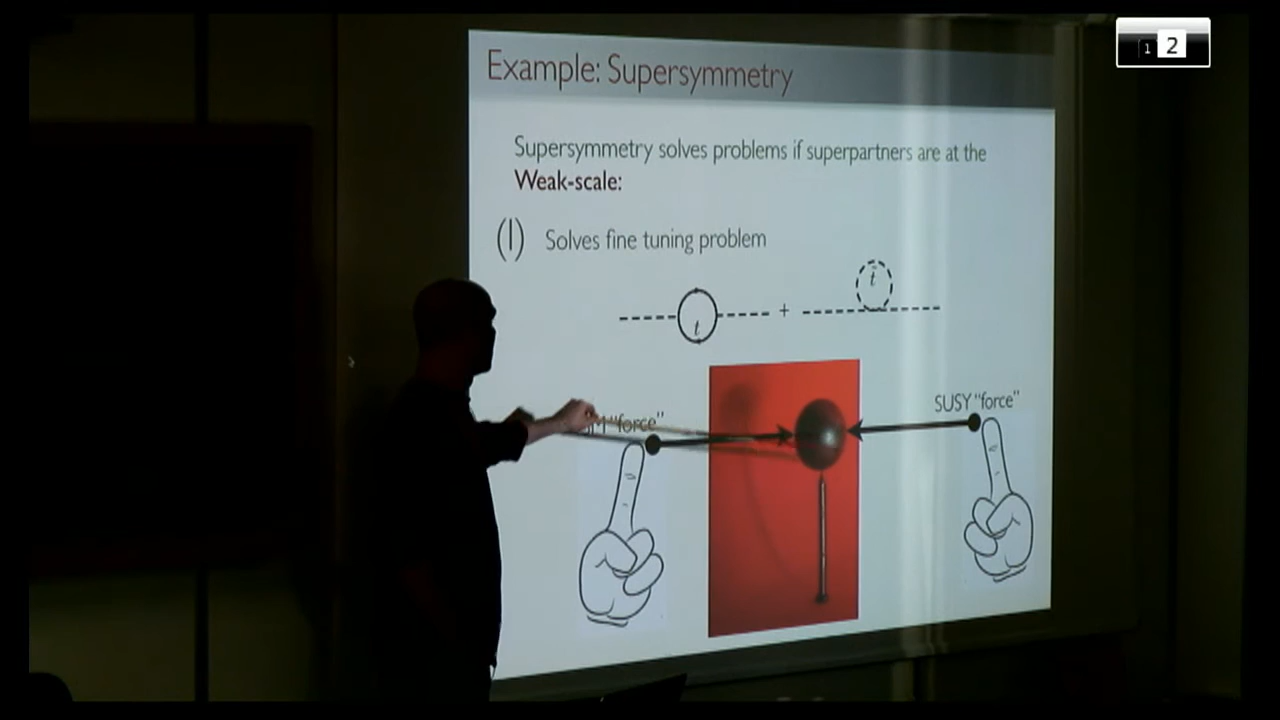 Example: Supersymmetry
Supersymmetry solves problems if superpartners are at the
Weak-scale:
(1) Solves fine tuning problem
t
+
t̃
"force"
SUSY "force"
1 2